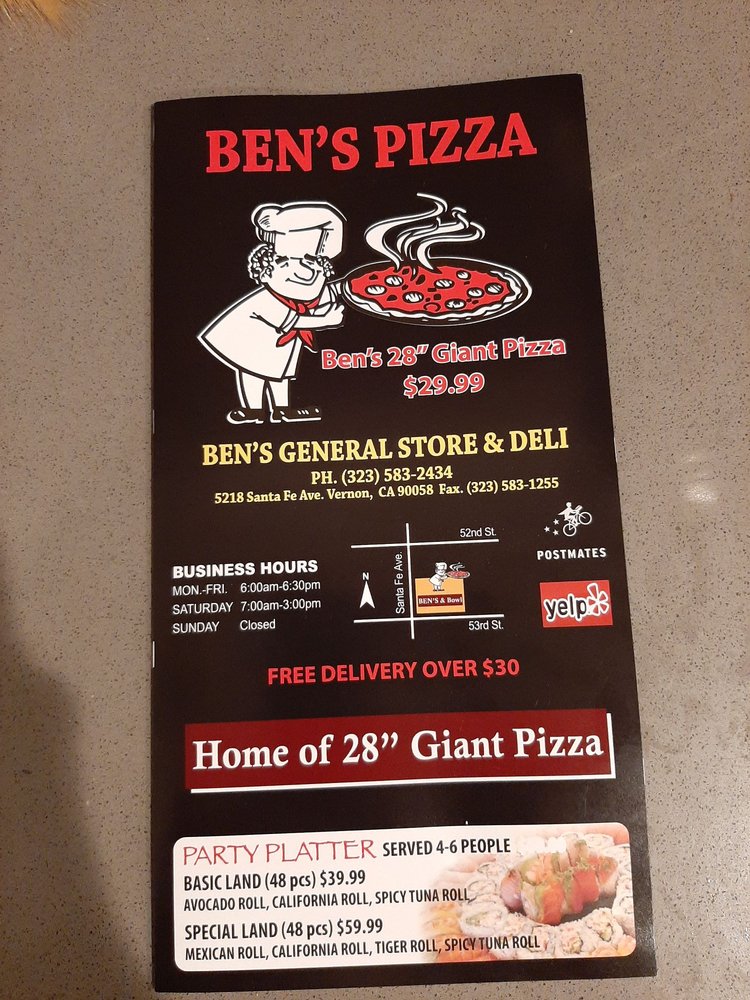 BEN'S PIZZA
Ben's 28” Giant Pizza
$29.99
BEN'S GENERAL STORE & DELI
PH. (323) 583-2434
5218 Santa Fe Ave. Vernon, CA 90058 Fax. (323) 583-1255
BUSINESS HOURS
MON.-FRI. 6:00am-6:30pm
SATURDAY 7:00am-3:00pm
SUNDAY Closed
52nd St.
Santa Fe Ave.
N
BEN'S & Bowl
53rd St.
POSTMATES
yelp
FREE DELIVERY OVER $30
Home of 28” Giant Pizza
PARTY PLATTER SERVED 4-6 PEOPLE
BASIC LAND (48 pcs) $39.99
AVOCADO ROLL, CALIFORNIA ROLL, SPICY TUNA ROLL
SPECIAL LAND (48 pcs) $59.99
MEXICAN ROLL, CALIFORNIA ROLL, TIGER ROLL, SPICY TUNA ROLL